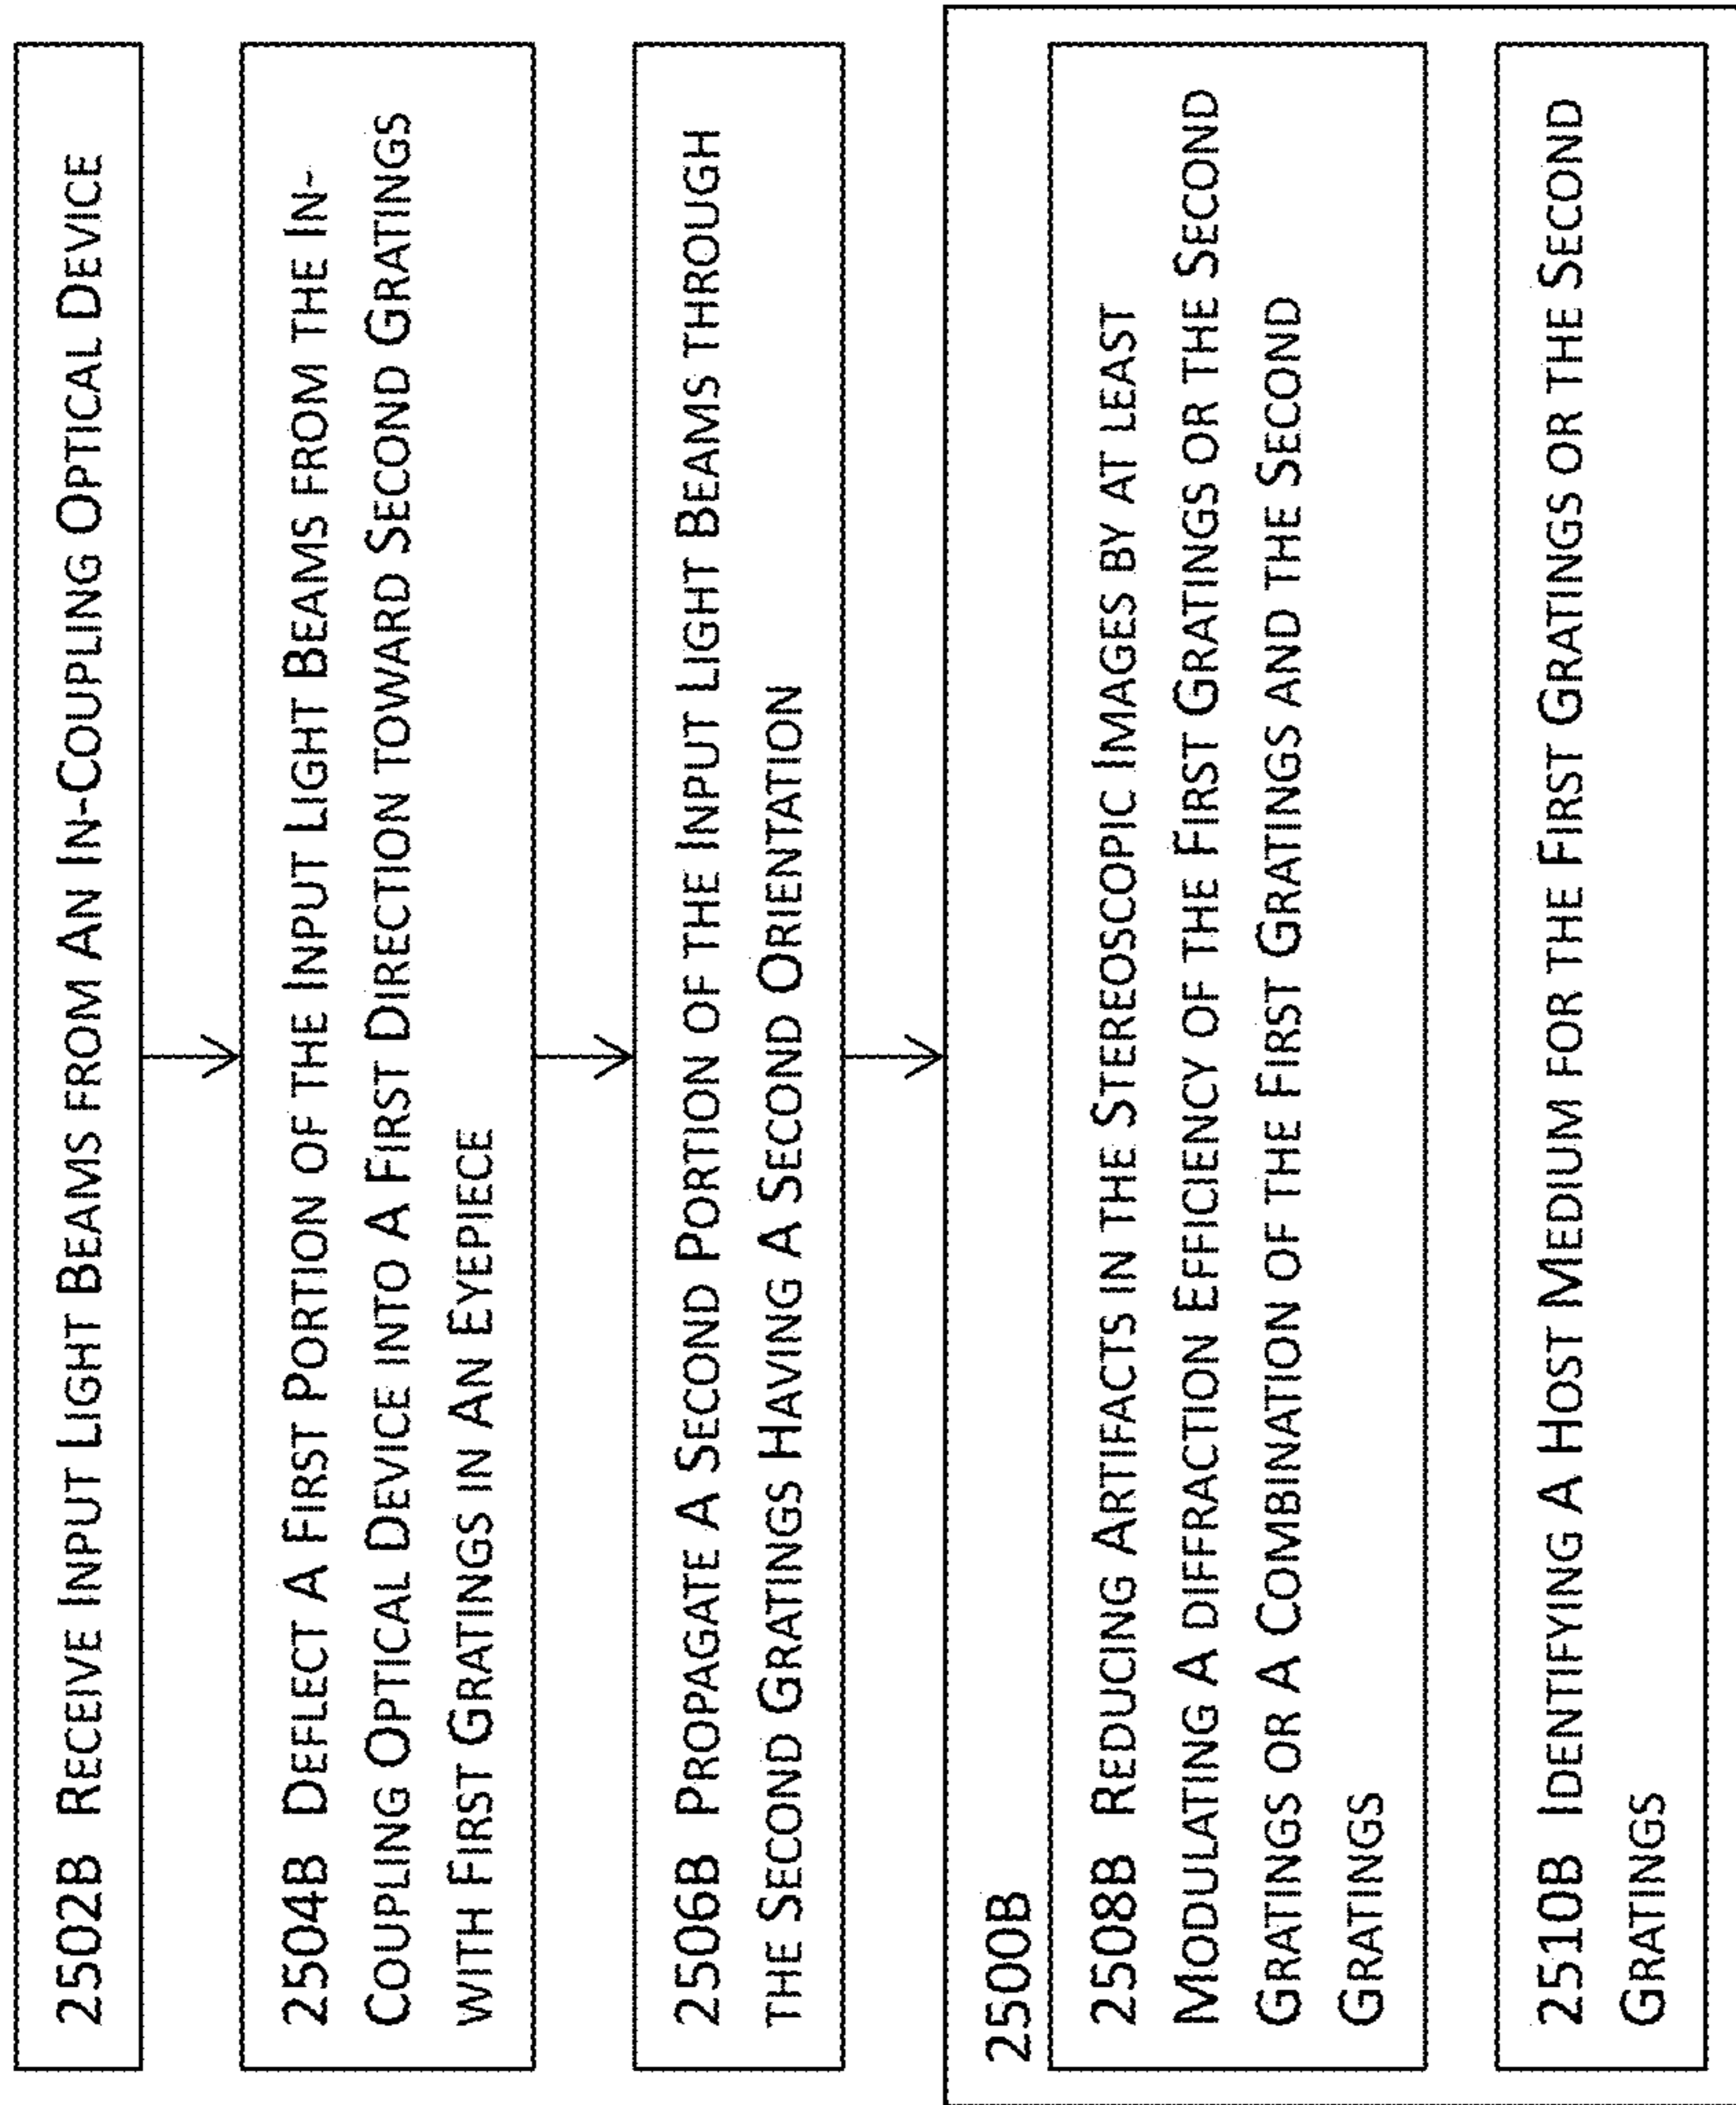 2502B RECEIVE INPUT LIGHT BEAMS FROM AN IN-COUPLING OPTICAL DEVICE
2504B DEFLECT A FIRST PORTION OF THE INPUT LIGHT BEAMS FROM THE IN-
COUPLING OPTICAL DEVICE INTO A FIRST DIRECTION TOWARD SECOND GRATINGS
WITH FIRST GRATINGS IN AN EYEPIECE
2506B PROPAGATE A SECOND PORTION OF THE INPUT LIGHT BEAMS THROUGH
THE SECOND GRATINGS HAVING A SECOND ORIENTATION
2500B
2508B REDUCING ARTIFACTS IN THE STEREOSCOPIC IMAGES BY AT LEAST
MODULATING A DIFFRACTION EFFICIENCY OF THE FIRST GRATINGS OR THE SECOND
GRATINGS OR A COMBINATION OF THE FIRST GRATINGS AND THE SECOND
GRATINGS
2510B IDENTIFYING A HOST MEDIUM FOR THE FIRST GRATINGS OR THE SECOND
GRATINGS